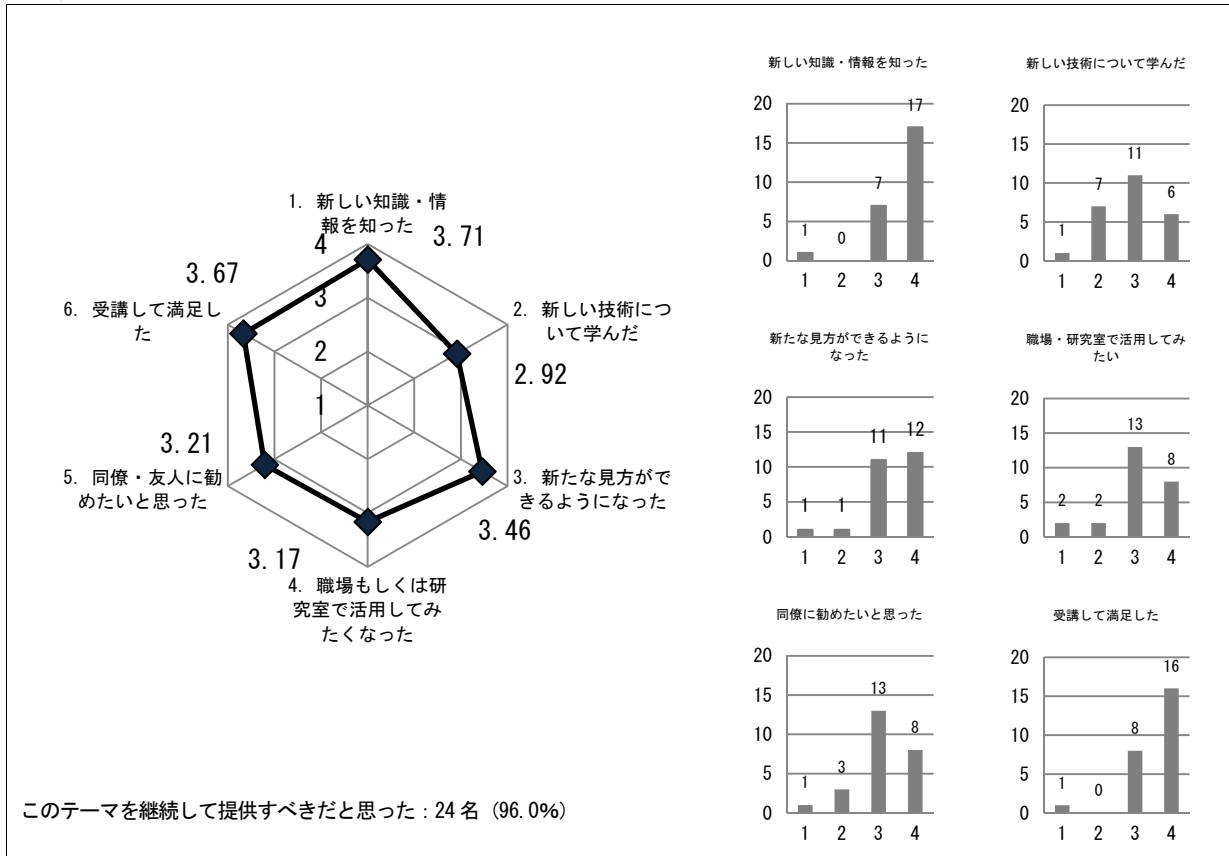 1. 新しい知識・情
報を知った
3.71
2. 新しい技術につ
いて学んだ
2.92
3. 新たな見方がで
きるようになった
3.46
4. 職場もしくは研
究室で活用してみ
たくなった
3.17
5. 同僚・友人に勧
めたいと思った
3.21
6. 受講して満足し
た
3.67
4
3
2
1
新しい知識・情報を知った
20
15
10
5
0
1
0
7
17
1 2 3 4
新しい技術について学んだ
20
15
10
5
0
1
7
11
6
1 2 3 4
新たな見方ができるように
なった
20
15
10
5
0
1
1
11
12
1 2 3 4
職場・研究室で活用してみ
たい
20
15
10
5
0
2
2
13
8
1 2 3 4
同僚に勧めたいと思った
20
15
10
5
0
1
3
13
8
1 2 3 4
受講して満足した
20
15
10
5
0
1
0
8
16
1 2 3 4
このテーマを継続して提供すべきだと思った：24 名（96.0%）